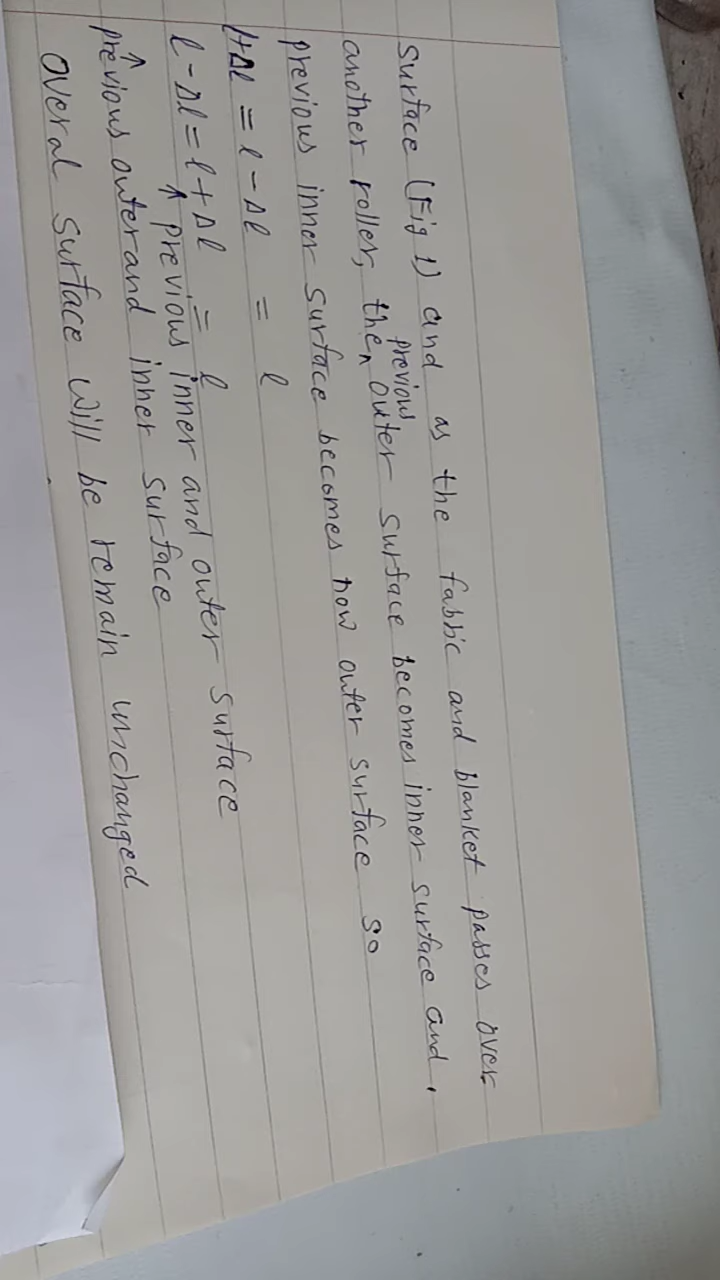 surface (Fig 1) and as the fabric and blanket passes over
another roller, then previous outer surface becomes inner surface and,
previous inner surface becomes now outer surface so
l+Δl = l-Δl = l
l-Δl = l+Δl = l
↑ previous inner and outer surface
↑ previous outer and inner surface
overal surface will be remain unchanged